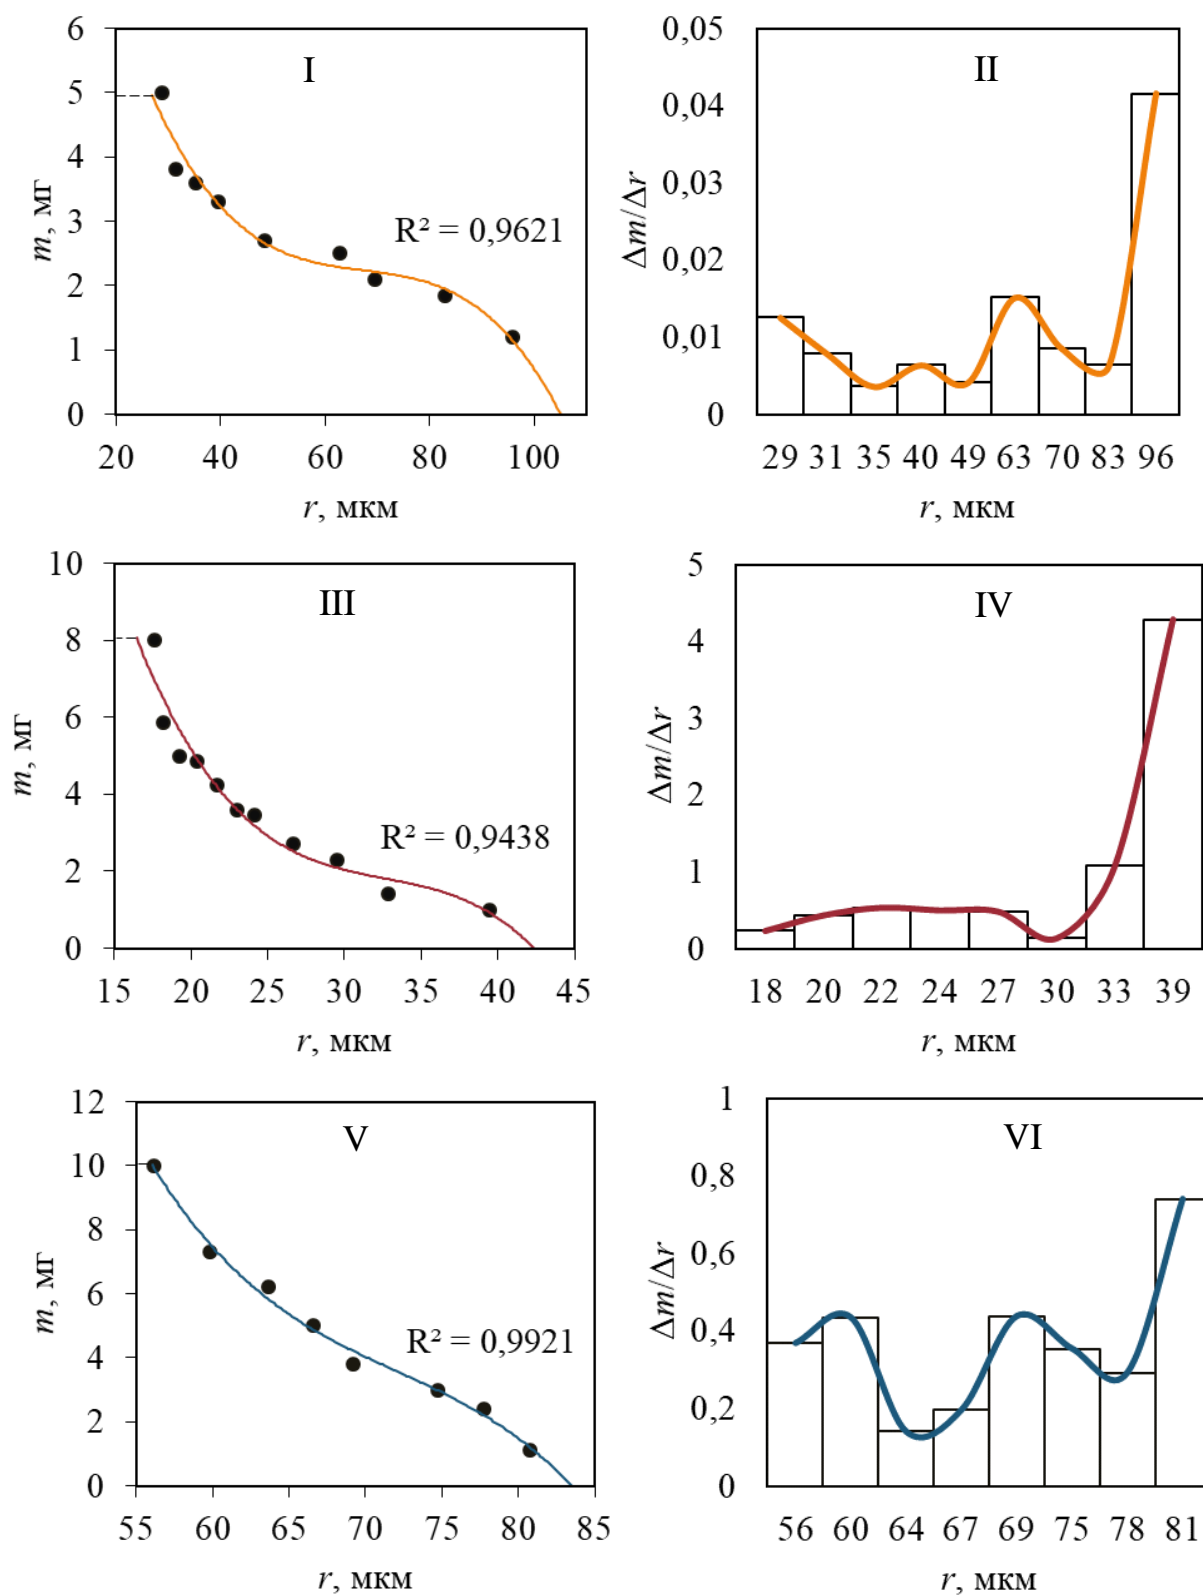 I
m, мг
6
5
4
3
2
1
0
R² = 0,9621
20 40 60 80 100
r, мкм
II
Δm/Δr
0,05
0,04
0,03
0,02
0,01
0
29 31 35 40 49 63 70 83 96
r, мкм
III
m, мг
10
8
6
4
2
0
R² = 0,9438
15 20 25 30 35 40 45
r, мкм
IV
Δm/Δr
5
4
3
2
1
0
18 20 22 24 27 30 33 39
r, мкм
V
m, мг
12
10
8
6
4
2
0
R² = 0,9921
55 60 65 70 75 80 85
r, мкм
VI
Δm/Δr
1
0,8
0,6
0,4
0,2
0
56 60 64 67 69 75 78 81
r, мкм